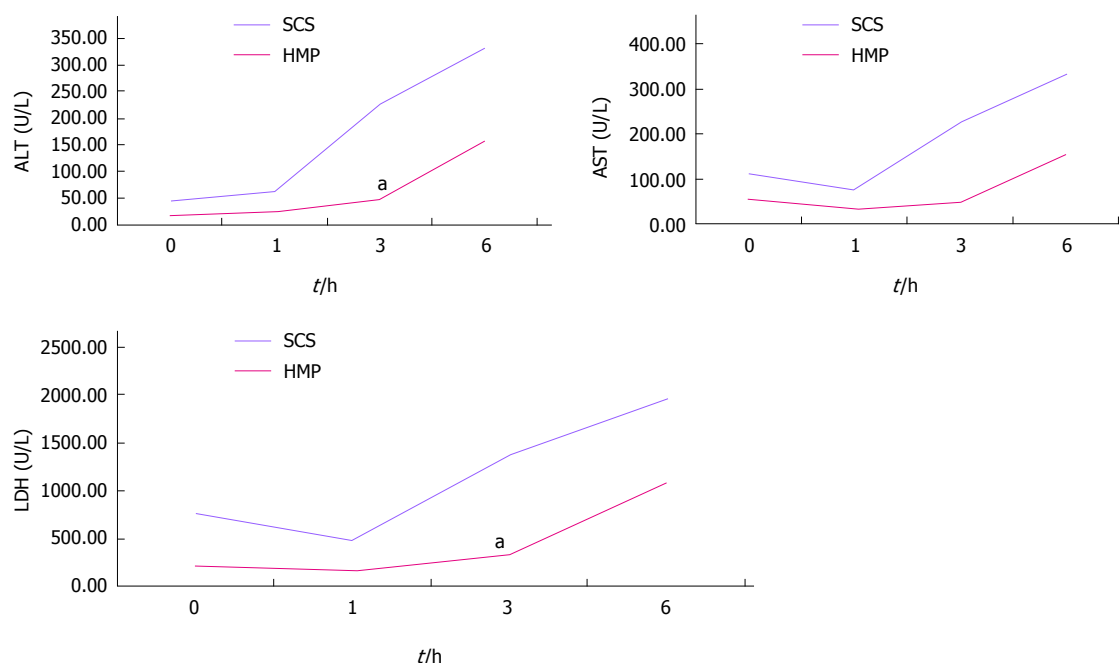 SCS
HMP
ALT (U/L)
350.00
300.00
250.00
200.00
150.00
100.00
50.00
0.00
a
0 1 3 6
t/h
SCS
HMP
AST (U/L)
400.00
300.00
200.00
100.00
0.00
0 1 3 6
t/h
SCS
HMP
LDH (U/L)
2500.00
2000.00
1500.00
1000.00
500.00
0.00
a
0 1 3 6
t/h